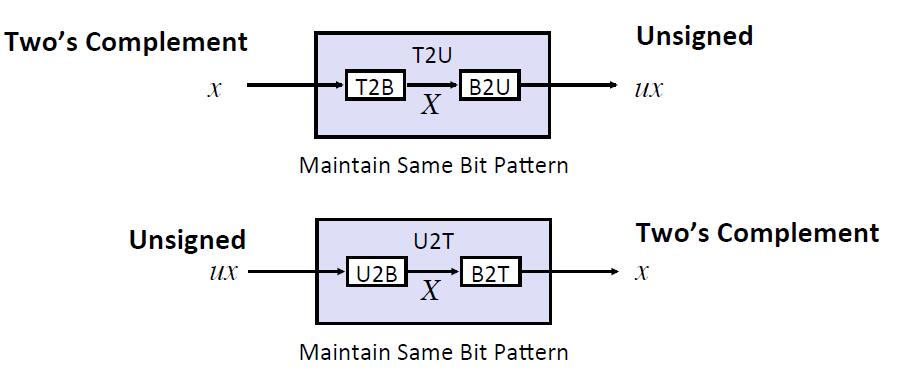 Two's Complement
Unsigned
T2U
x
T2B
X
B2U
ux
Maintain Same Bit Pattern
Unsigned
Two's Complement
U2T
ux
U2B
X
B2T
x
Maintain Same Bit Pattern